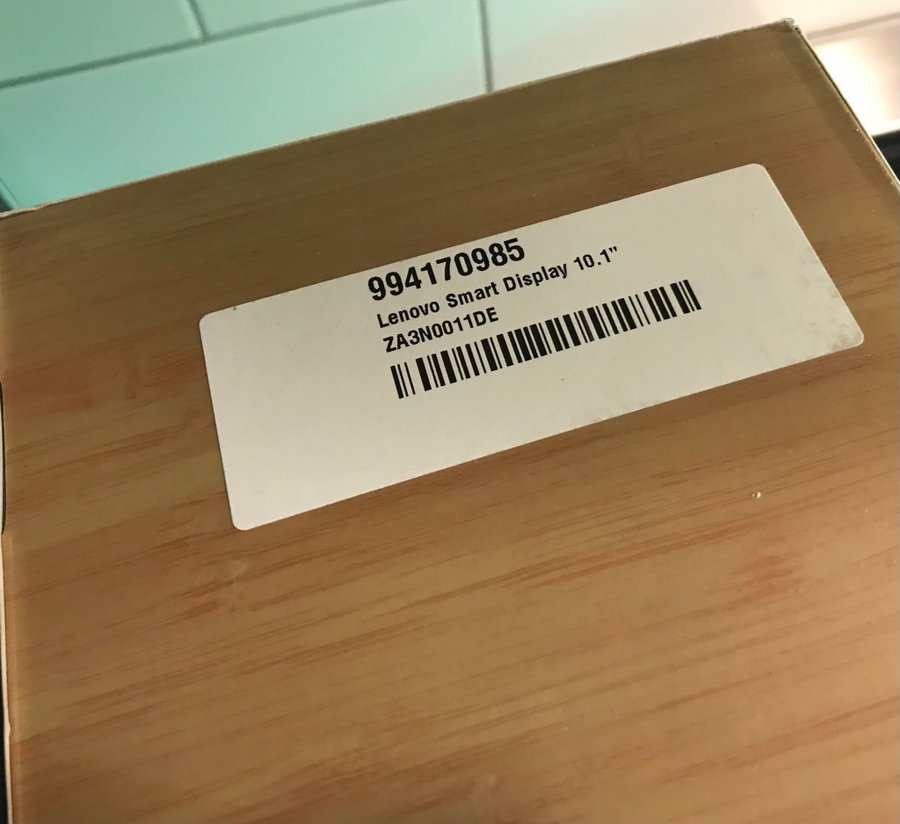 994170985
Lenovo Smart Display 10.1"
ZA3N0011DE